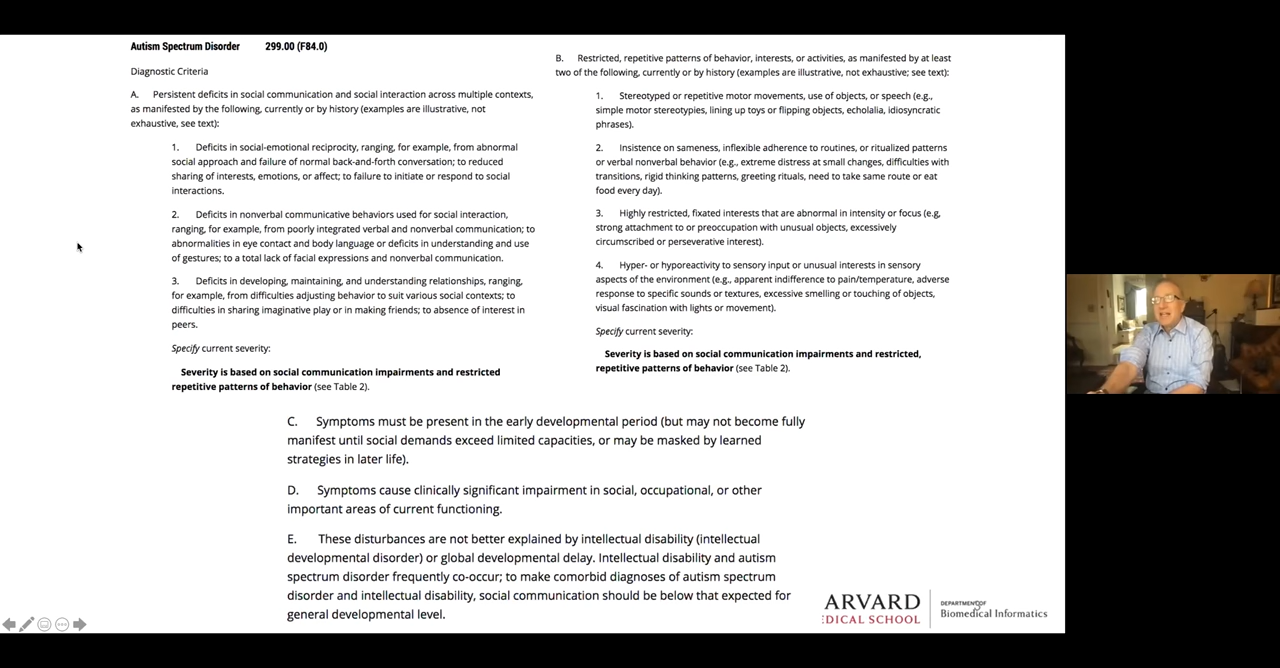 Autism Spectrum Disorder 299.00 (F84.0)
Diagnostic Criteria
A. Persistent deficits in social communication and social interaction across multiple contexts,
as manifested by the following, currently or by history (examples are illustrative, not
exhaustive, see text):
1. Deficits in social-emotional reciprocity, ranging, for example, from abnormal
social approach and failure of normal back-and-forth conversation; to reduced
sharing of interests, emotions, or affect; to failure to initiate or respond to social
interactions.
2. Deficits in nonverbal communicative behaviors used for social interaction,
ranging, for example, from poorly integrated verbal and nonverbal communication; to
abnormalities in eye contact and body language or deficits in understanding and use
of gestures; to a total lack of facial expressions and nonverbal communication.
3. Deficits in developing, maintaining, and understanding relationships, ranging,
for example, from difficulties adjusting behavior to suit various social contexts; to
difficulties in sharing imaginative play or in making friends; to absence of interest in
peers.
Specify current severity:
Severity is based on social communication impairments and restricted
repetitive patterns of behavior (see Table 2).
B. Restricted, repetitive patterns of behavior, interests, or activities, as manifested by at least
two of the following, currently or by history (examples are illustrative, not exhaustive; see text):
1. Stereotyped or repetitive motor movements, use of objects, or speech (e.g.,
simple motor stereotypies, lining up toys or flipping objects, echolalia, idiosyncratic
phrases).
2. Insistence on sameness, inflexible adherence to routines, or ritualized patterns
or verbal nonverbal behavior (e.g., extreme distress at small changes, difficulties with
transitions, rigid thinking patterns, greeting rituals, need to take same route or eat
food every day).
3. Highly restricted, fixated interests that are abnormal in intensity or focus (e.g,
strong attachment to or preoccupation with unusual objects, excessively
circumscribed or perseverative interest).
4. Hyper- or hyporeactivity to sensory input or unusual interests in sensory
aspects of the environment (e.g., apparent indifference to pain/temperature, adverse
response to specific sounds or textures, excessive smelling or touching of objects,
visual fascination with lights or movement).
Specify current severity:
Severity is based on social communication impairments and restricted,
repetitive patterns of behavior (see Table 2).
C. Symptoms must be present in the early developmental period (but may not become fully
manifest until social demands exceed limited capacities, or may be masked by learned
strategies in later life).
D. Symptoms cause clinically significant impairment in social, occupational, or other
important areas of current functioning.
E. These disturbances are not better explained by intellectual disability (intellectual
developmental disorder) or global developmental delay. Intellectual disability and autism
spectrum disorder frequently co-occur; to make comorbid diagnoses of autism spectrum
disorder and intellectual disability, social communication should be below that expected for
general developmental level.
ARVARD
DICAL SCHOOL
DEPARTMENT OF
Biomedical Informatics